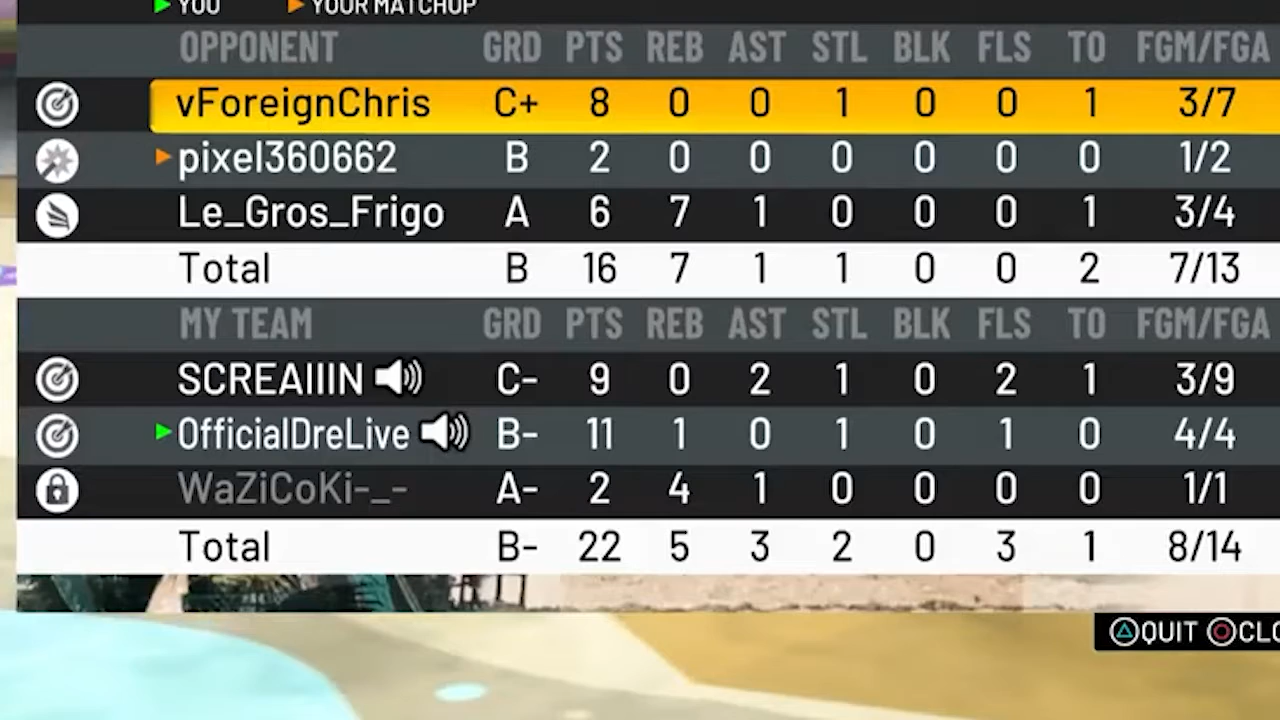 YOU YOUR MATCHUP
OPPONENT GRD PTS REB AST STL BLK FLS TO FGM/FGA
vForeignChris C+ 8 0 0 1 0 0 1 3/7
pixel360662 B 2 0 0 0 0 0 0 1/2
Le_Gros_Frigo A 6 7 1 0 0 0 1 3/4
Total B 16 7 1 1 0 0 2 7/13
MY TEAM GRD PTS REB AST STL BLK FLS TO FGM/FGA
SCREAIIIN C- 9 0 2 1 0 2 1 3/9
OfficialDreLive B- 11 1 0 1 0 1 0 4/4
WaZiCoKi-_- A- 2 4 1 0 0 0 0 1/1
Total B- 22 5 3 2 0 3 1 8/14
QUIT CLO